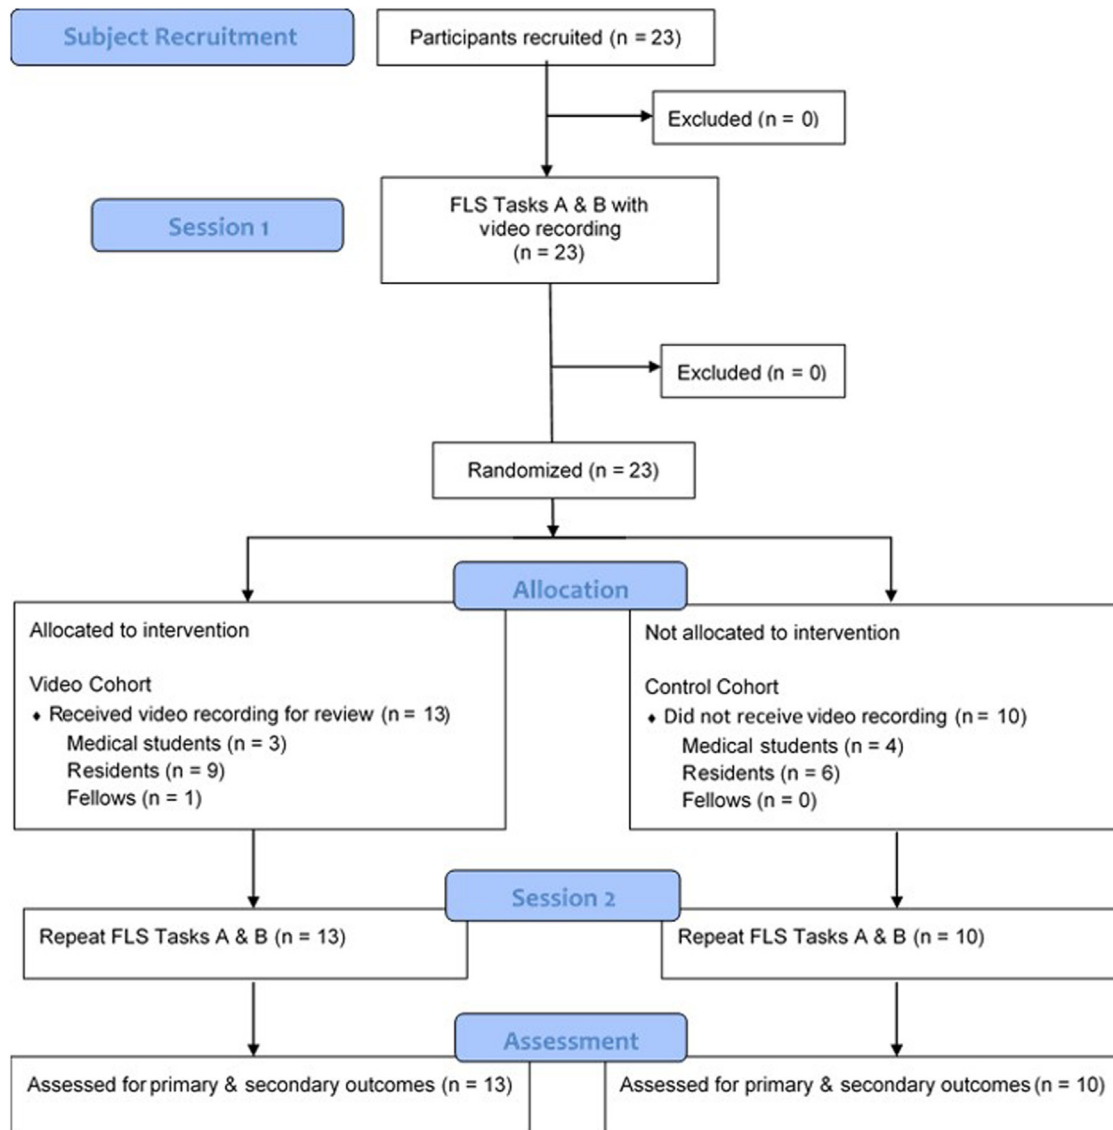 Subject Recruitment
Participants recruited (n = 23)
Excluded (n = 0)
Session 1
FLS Tasks A & B with
video recording
(n = 23)
Excluded (n = 0)
Randomized (n = 23)
Allocation
Allocated to intervention
Video Cohort
⬧ Received video recording for review (n = 13)
Medical students (n = 3)
Residents (n = 9)
Fellows (n = 1)
Not allocated to intervention
Control Cohort
⬧ Did not receive video recording (n = 10)
Medical students (n = 4)
Residents (n = 6)
Fellows (n = 0)
Session 2
Repeat FLS Tasks A & B (n = 13)
Repeat FLS Tasks A & B (n = 10)
Assessment
Assessed for primary & secondary outcomes (n = 13)
Assessed for primary & secondary outcomes (n = 10)